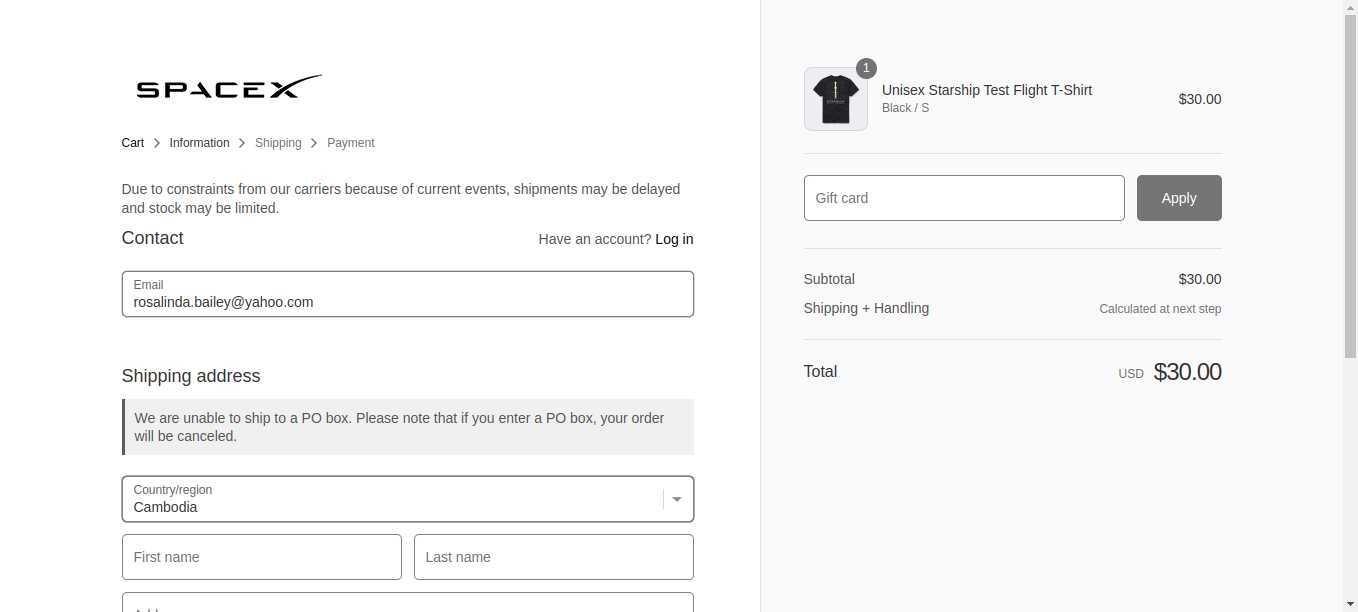 SPACEX
Cart
Information
Shipping
Payment
Due to constraints from our carriers because of current events, shipments may be delayed
and stock may be limited.
Contact
Have an account? Log in
Email
rosalinda.bailey@yahoo.com
Shipping address
We are unable to ship to a PO box. Please note that if you enter a PO box, your order
will be canceled.
Country/region
Cambodia
First name
Last name
1
Unisex Starship Test Flight T-Shirt
Black / S
$30.00
Gift card
Apply
Subtotal
$30.00
Shipping + Handling
Calculated at next step
Total
USD $30.00